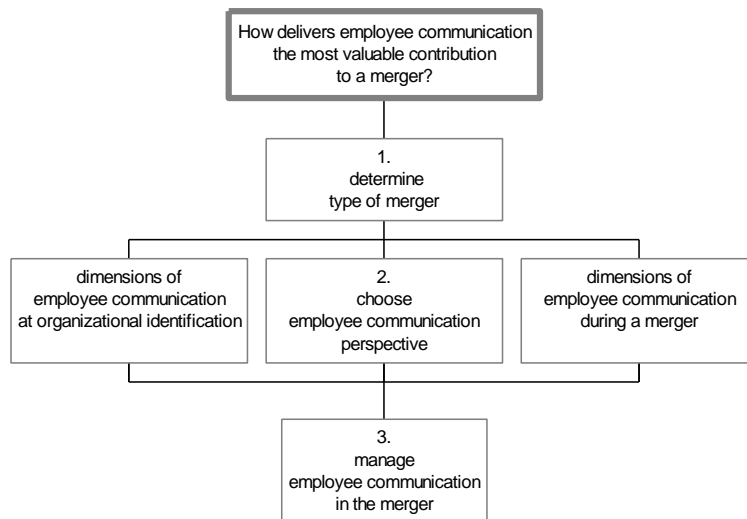 How delivers employee communication
the most valuable contribution
to a merger?
1.
determine
type of merger
dimensions of
employee communication
at organizational identification
2.
choose
employee communication
perspective
dimensions of
employee communication
during a merger
3.
manage
employee communication
in the merger